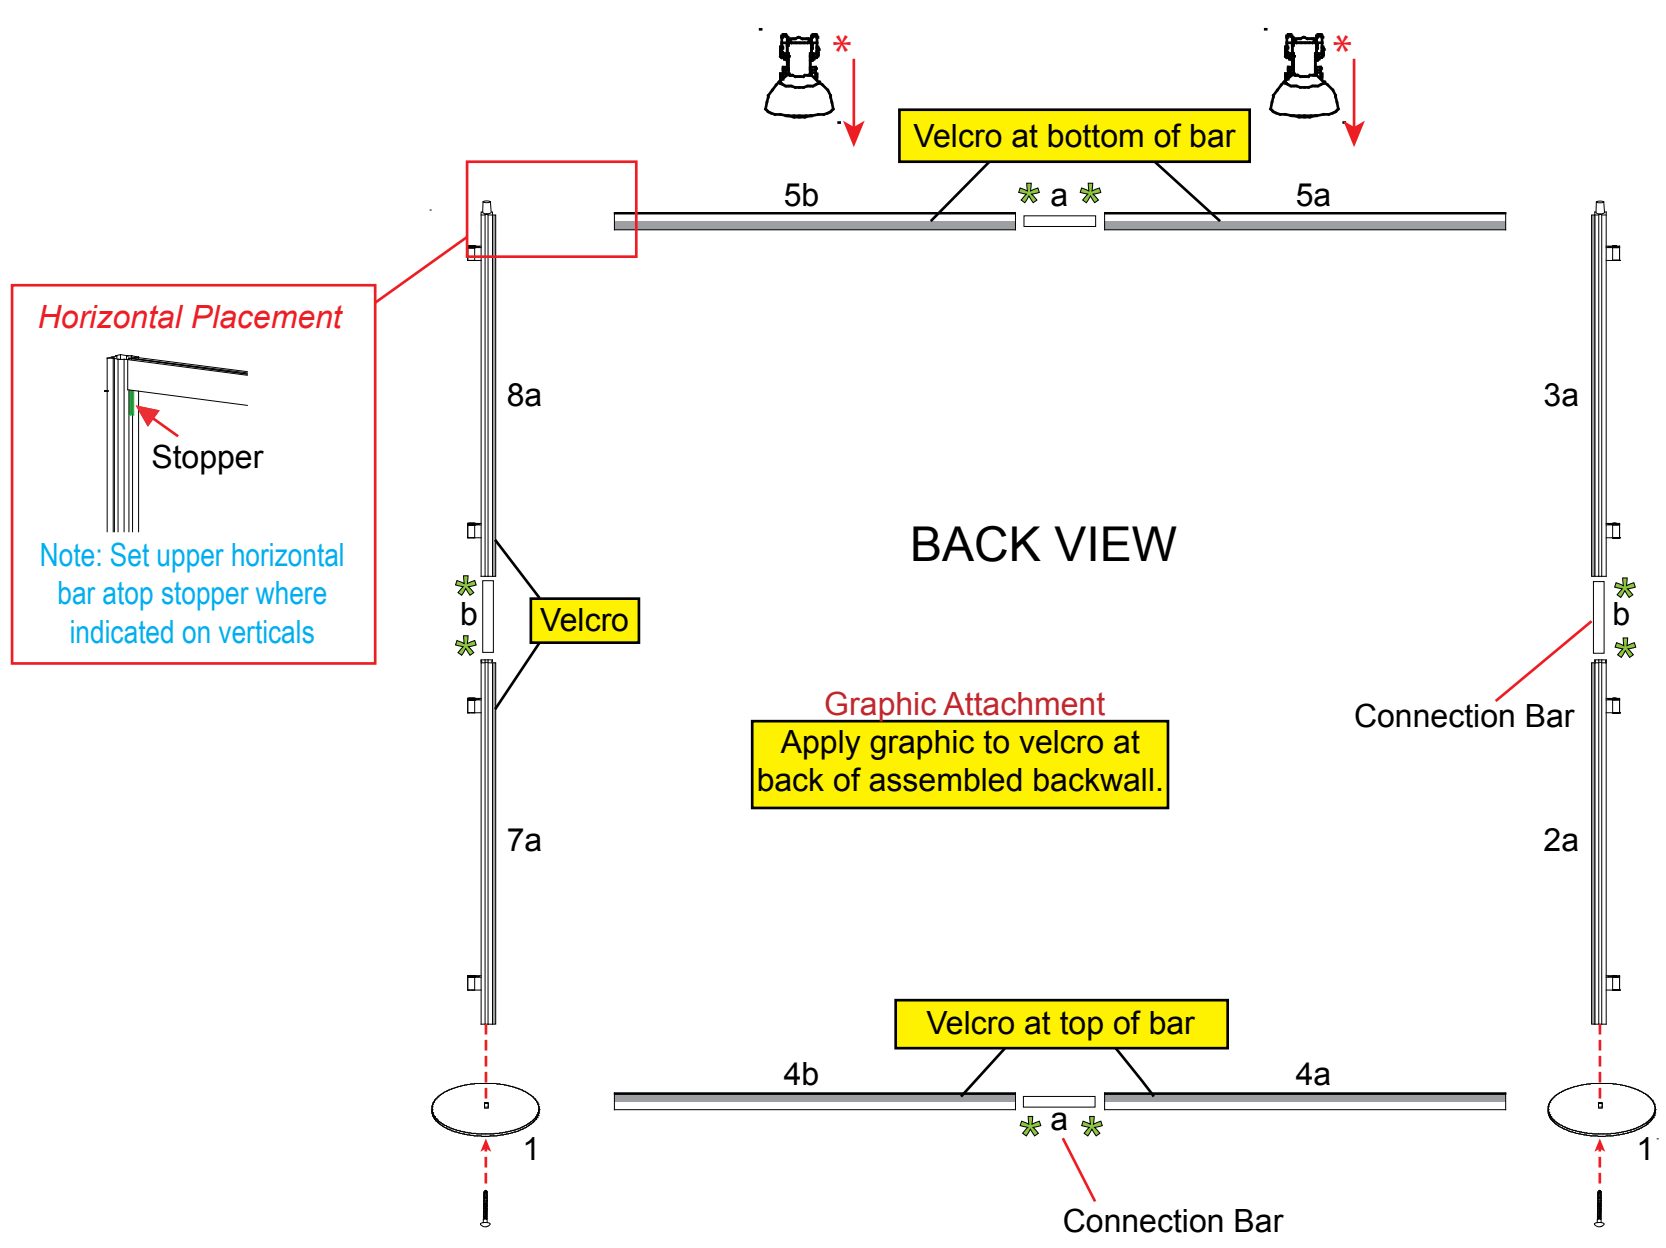 * *
Velcro at bottom of bar
5b * a * 5a
Horizontal Placement
8a 3a
Stopper
BACK VIEW
Note: Set upper horizontal
bar atop stopper where
indicated on verticals
*
b
*
Velcro
*
b
*
Graphic Attachment
Apply graphic to velcro at
back of assembled backwall.
Connection Bar
7a 2a
Velcro at top of bar
4b 4a
* a *
1 1
Connection Bar